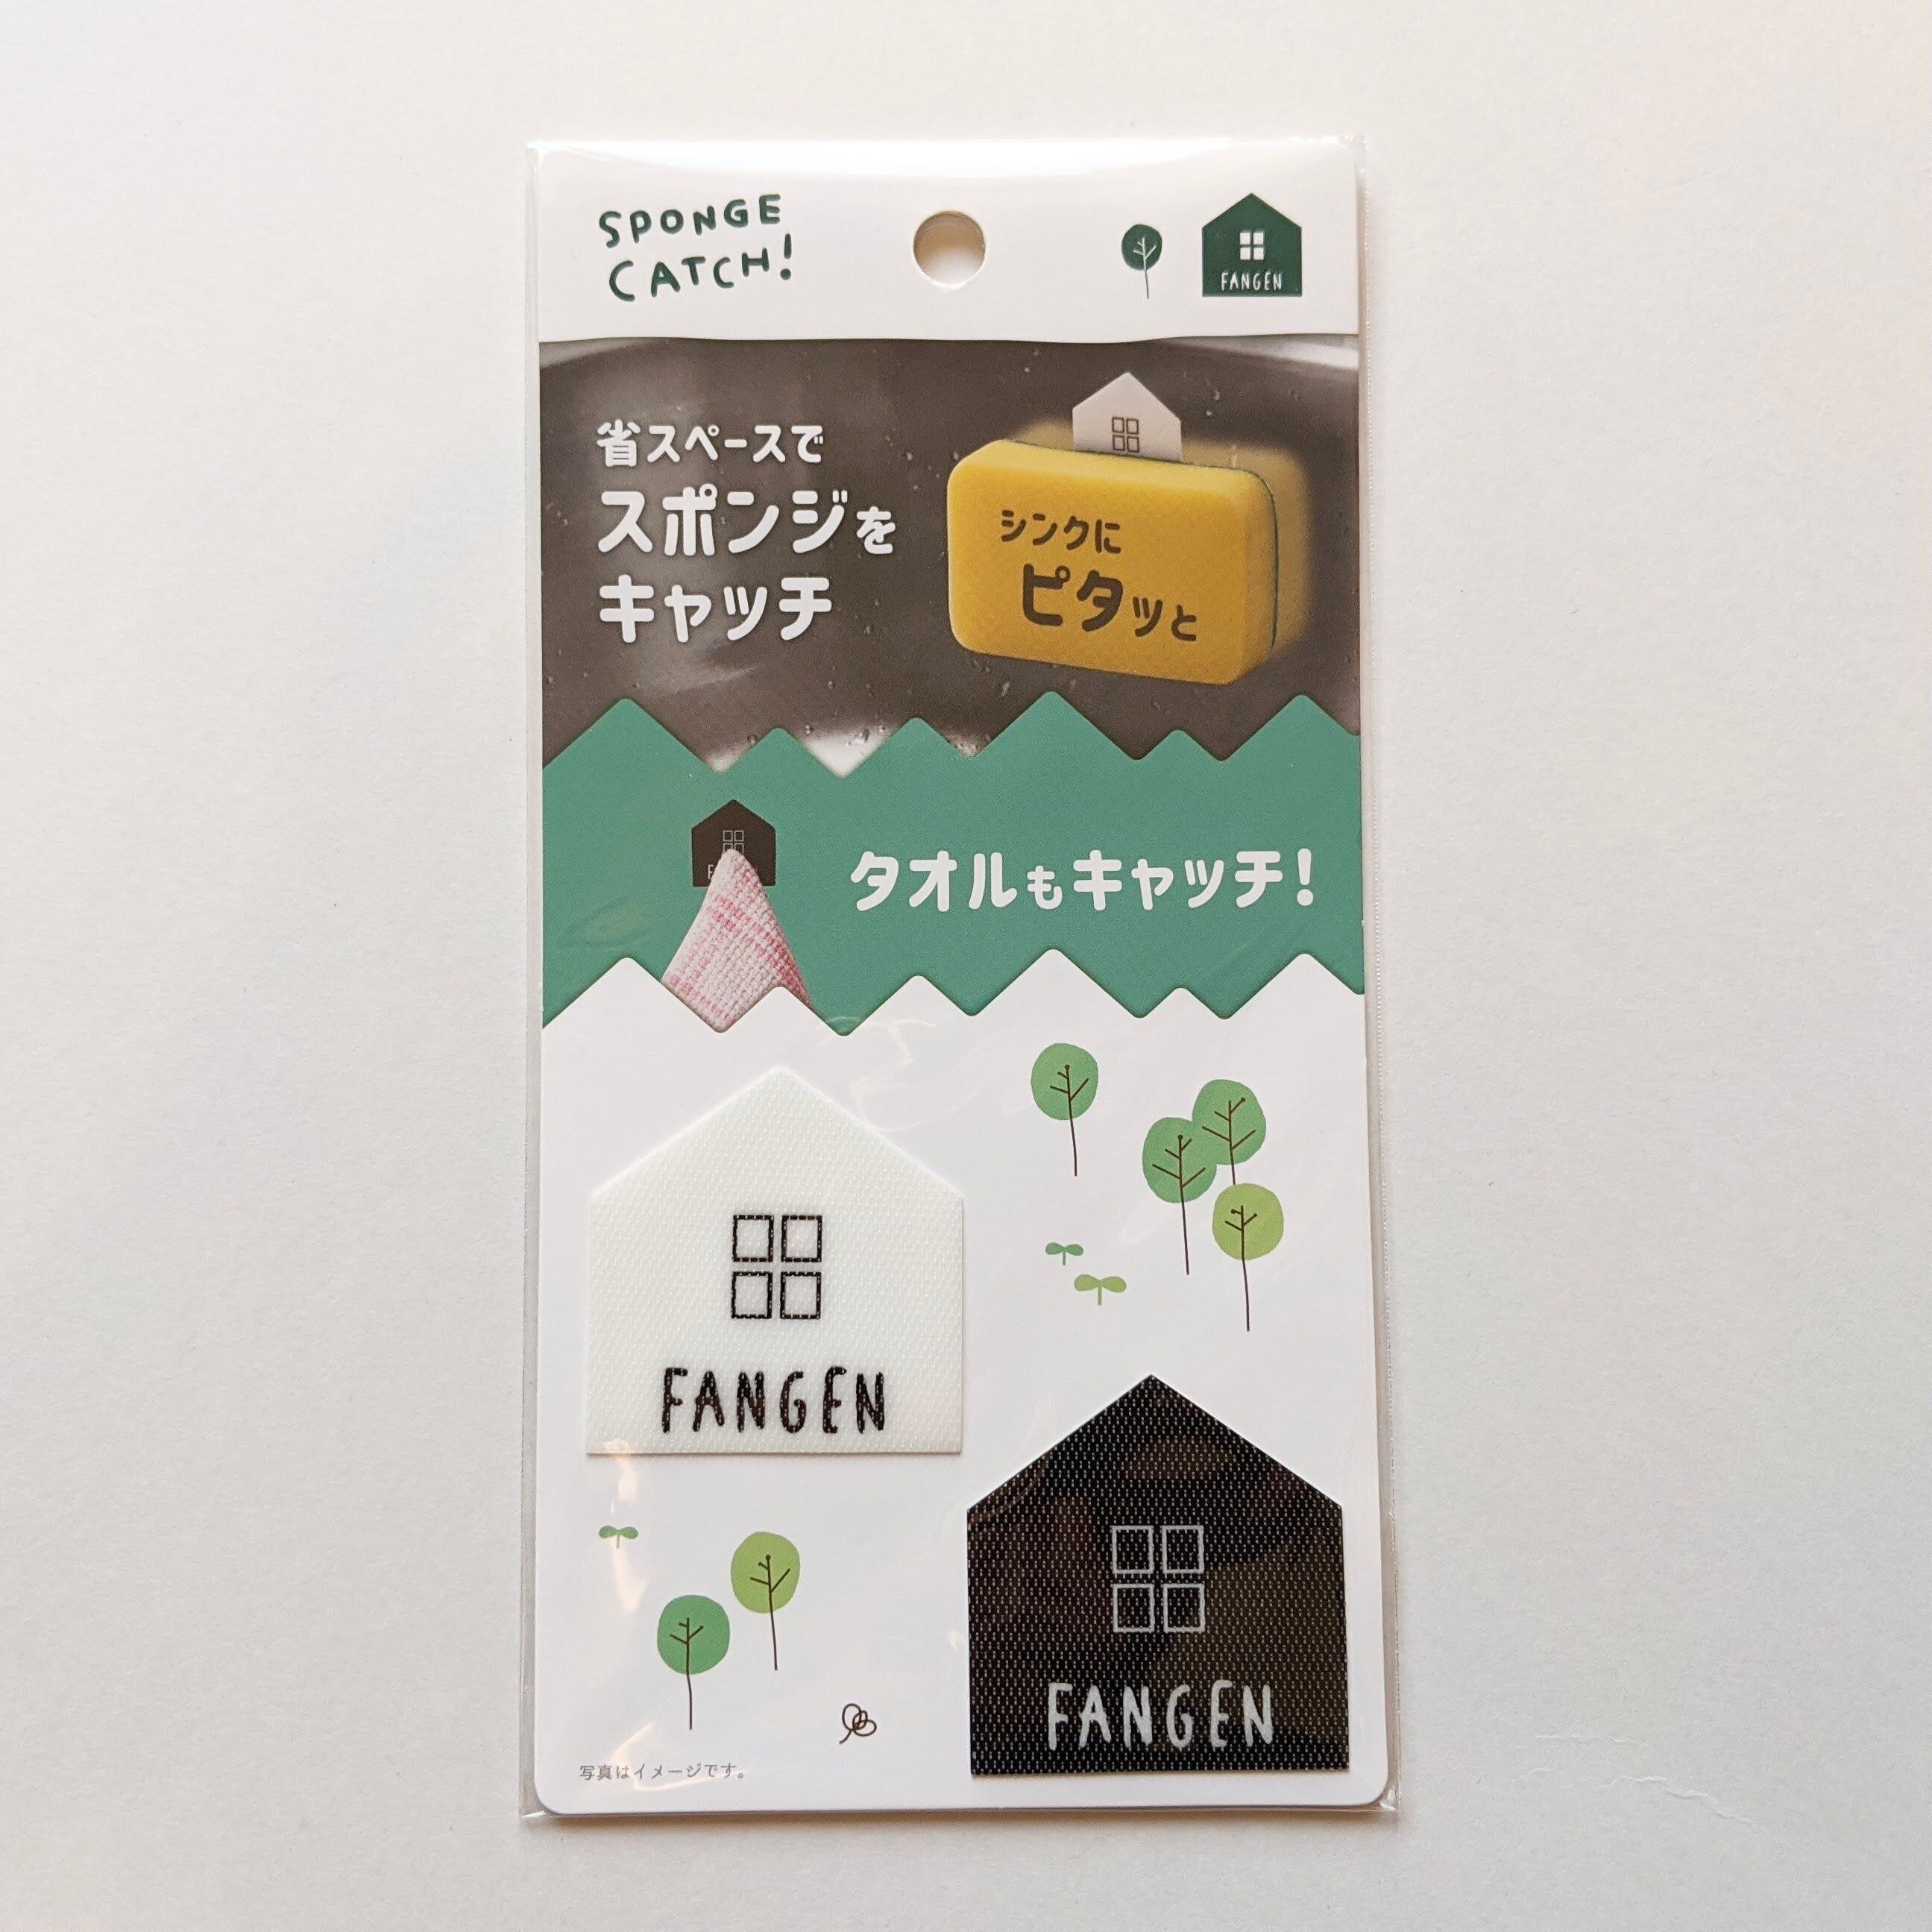 SPONGE
CATCH!
FANGEN
省スペースで
スポンジを
キャッチ
シンクに
ピタッと
タオルもキャッチ!
FANGEN
FANGEN
写真はイメージです。